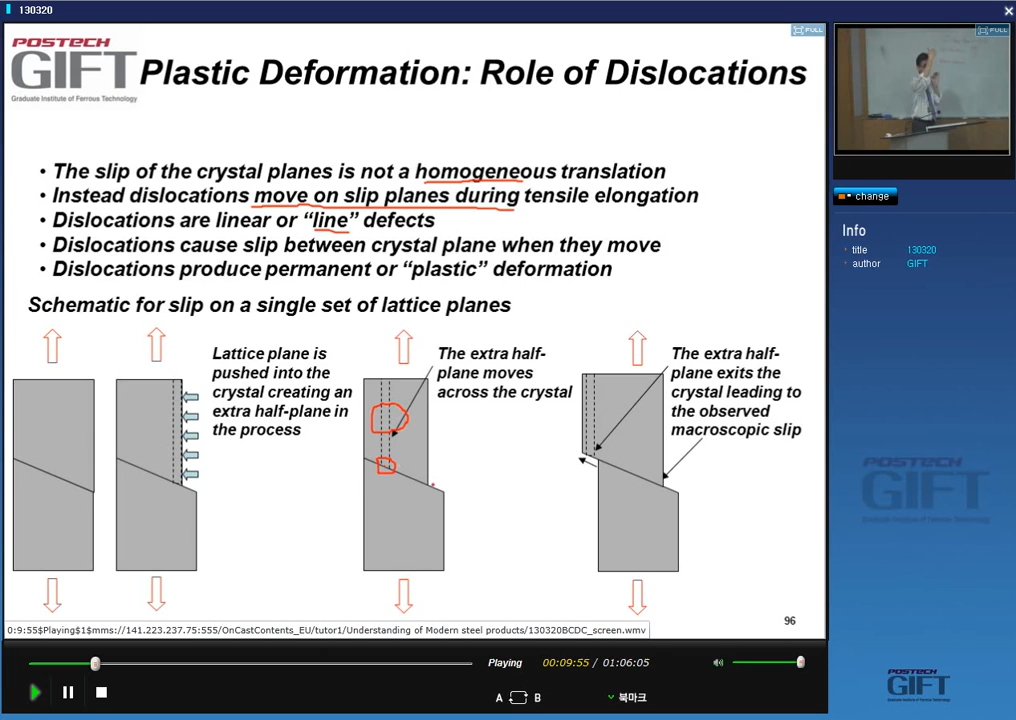 130320
FULL
POSTECH
GIFT
Graduate Institute of Ferrous Technology
Plastic Deformation: Role of Dislocations
• The slip of the crystal planes is not a homogeneous translation
• Instead dislocations move on slip planes during tensile elongation
• Dislocations are linear or “line” defects
• Dislocations cause slip between crystal plane when they move
• Dislocations produce permanent or “plastic” deformation
Schematic for slip on a single set of lattice planes
Lattice plane is
pushed into the
crystal creating an
extra half-plane in
the process
The extra half-
plane moves
across the crystal
The extra half-
plane exits the
crystal leading to
the observed
macroscopic slip
96
0:9:55$Playing$1$mms://141.223.237.75:555/OnCastContents_EU/tutor1/Understanding of Modern steel products/130320BCDC_screen.wmv
Playing
00:09:55 / 01:06:05
A B
북마크
FULL
change
Info
title 130320
author GIFT
POSTECH
GIFT
POSTECH
GIFT